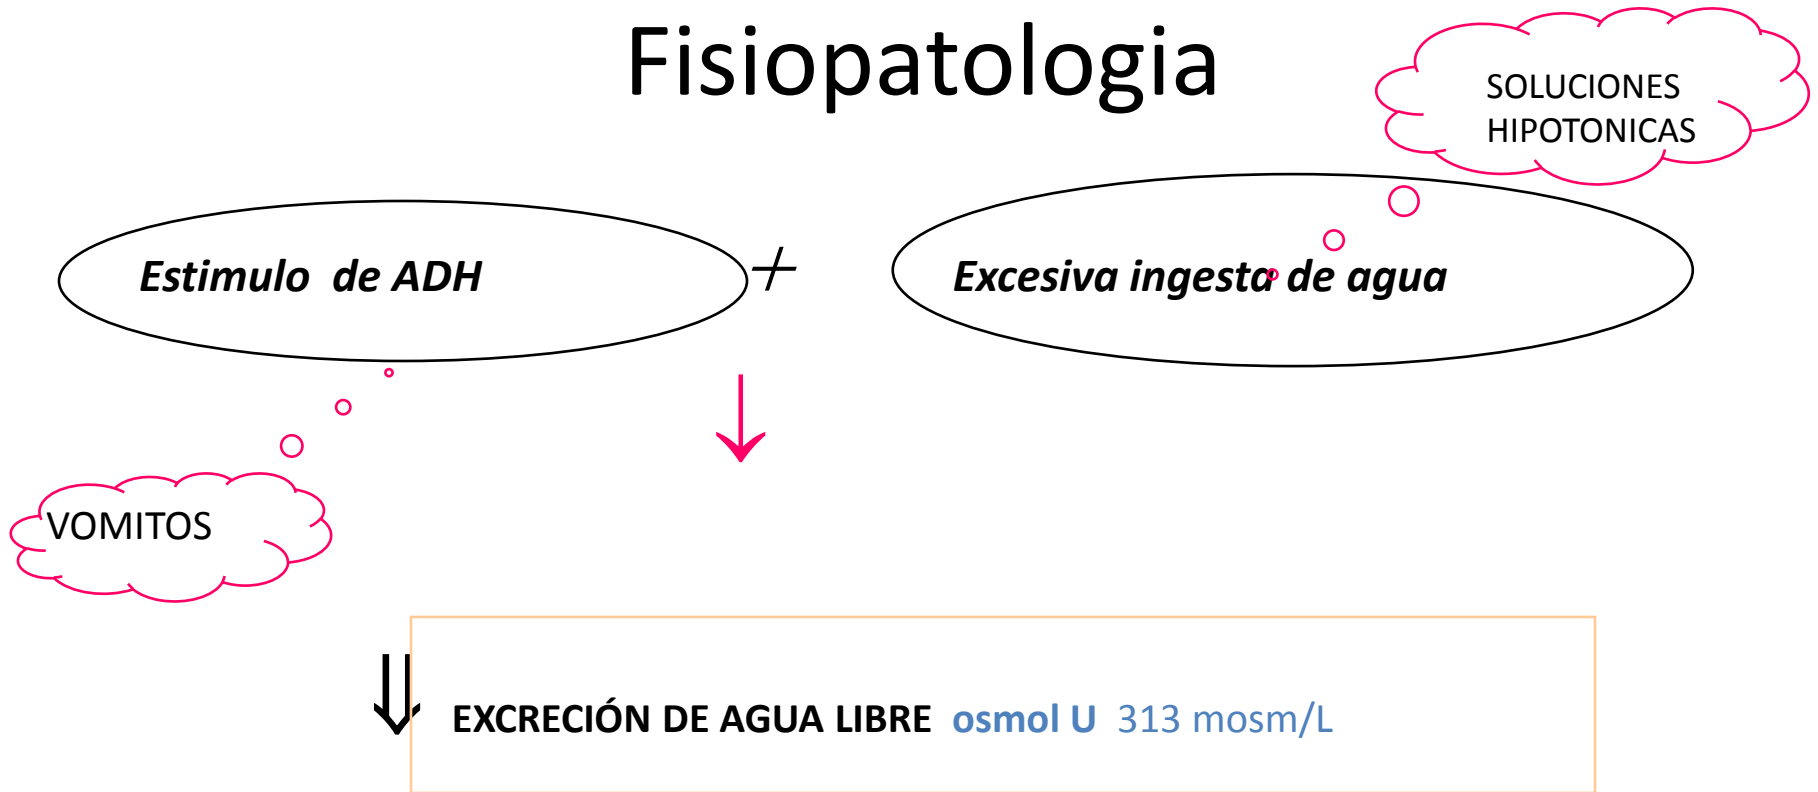 Fisiopatologia
SOLUCIONES
HIPOTONICAS
Estimulo de ADH
+
Excesiva ingesta de agua
↓
VOMITOS
⇓ EXCRECIÓN DE AGUA LIBRE osmol U 313 mosm/L